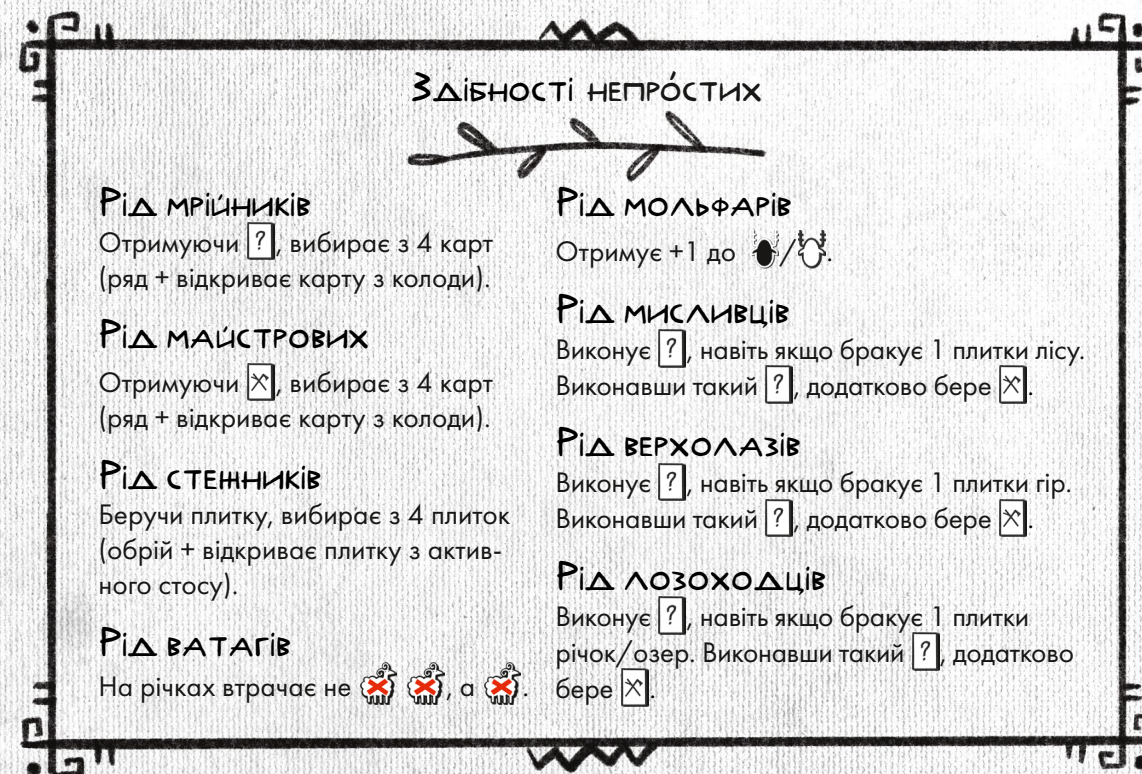 Здібності непро́стих
Рід мрійників
Отримуючи ?, вибирає з 4 карт
(ряд + відкриває карту з колоди).
Рід майстрових
Отримуючи , вибирає з 4 карт
(ряд + відкриває карту з колоди).
Рід стежників
Беручи плитку, вибирає з 4 плиток
(обрій + відкриває плитку з актив-
ного стосу).
Рід ватагів
На річках втрачає не , а .
Рід мольфарів
Отримує +1 до / .
Рід мисливців
Виконує ?, навіть якщо бракує 1 плитки лісу.
Виконавши такий ?, додатково бере .
Рід верхолазів
Виконує ?, навіть якщо бракує 1 плитки гір.
Виконавши такий ?, додатково бере .
Рід лозоходців
Виконує ?, навіть якщо бракує 1 плитки
річок/озер. Виконавши такий ?, додатково
бере .